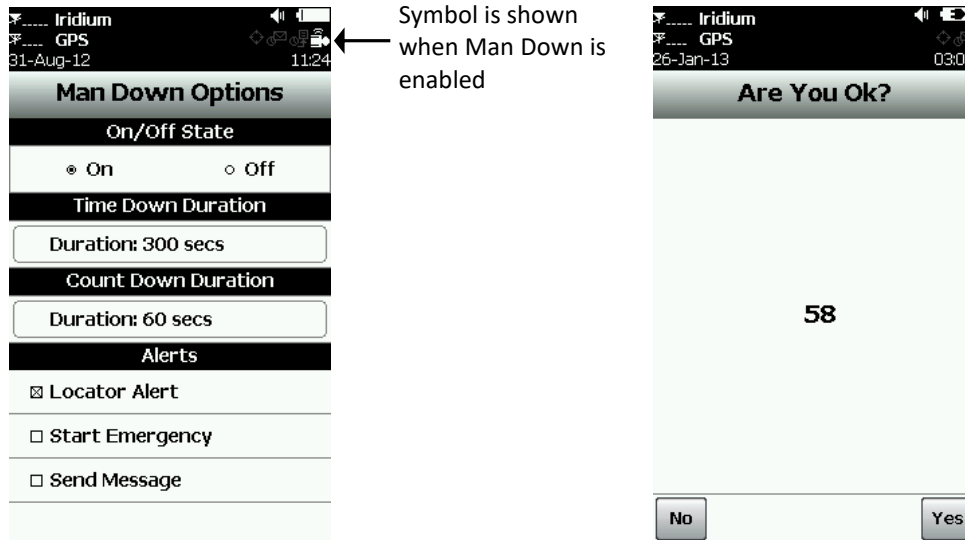 Iridium
GPS
31-Aug-12 11:24
Man Down Options
On/Off State
On Off
Time Down Duration
Duration: 300 secs
Count Down Duration
Duration: 60 secs
Alerts
Locator Alert
Start Emergency
Send Message
Symbol is shown
when Man Down is
enabled
Iridium
GPS
26-Jan-13 03:0
Are You Ok?
58
No Yes